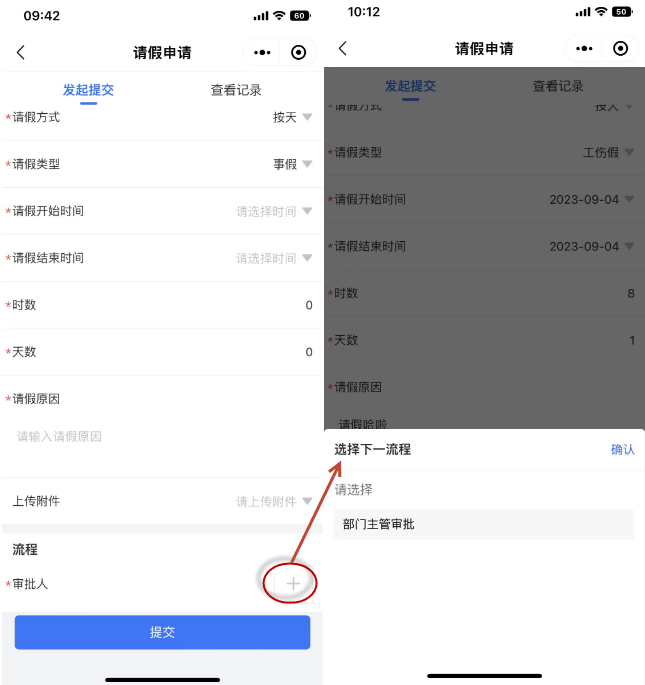 09:42
60
请假申请
发起提交
查看记录
*请假方式
按天
*请假类型
事假
*请假开始时间
请选择时间
*请假结束时间
请选择时间
*时数
0
*天数
0
*请假原因
请输入请假原因
上传附件
请上传附件
流程
*审批人
提交
10:12
50
请假申请
发起提交
查看记录
*请假方式
按天
*请假类型
工伤假
*请假开始时间
2023-09-04
*请假结束时间
2023-09-04
*时数
8
*天数
1
*请假原因
请假哈啦
选择下一流程
确认
请选择
部门主管审批